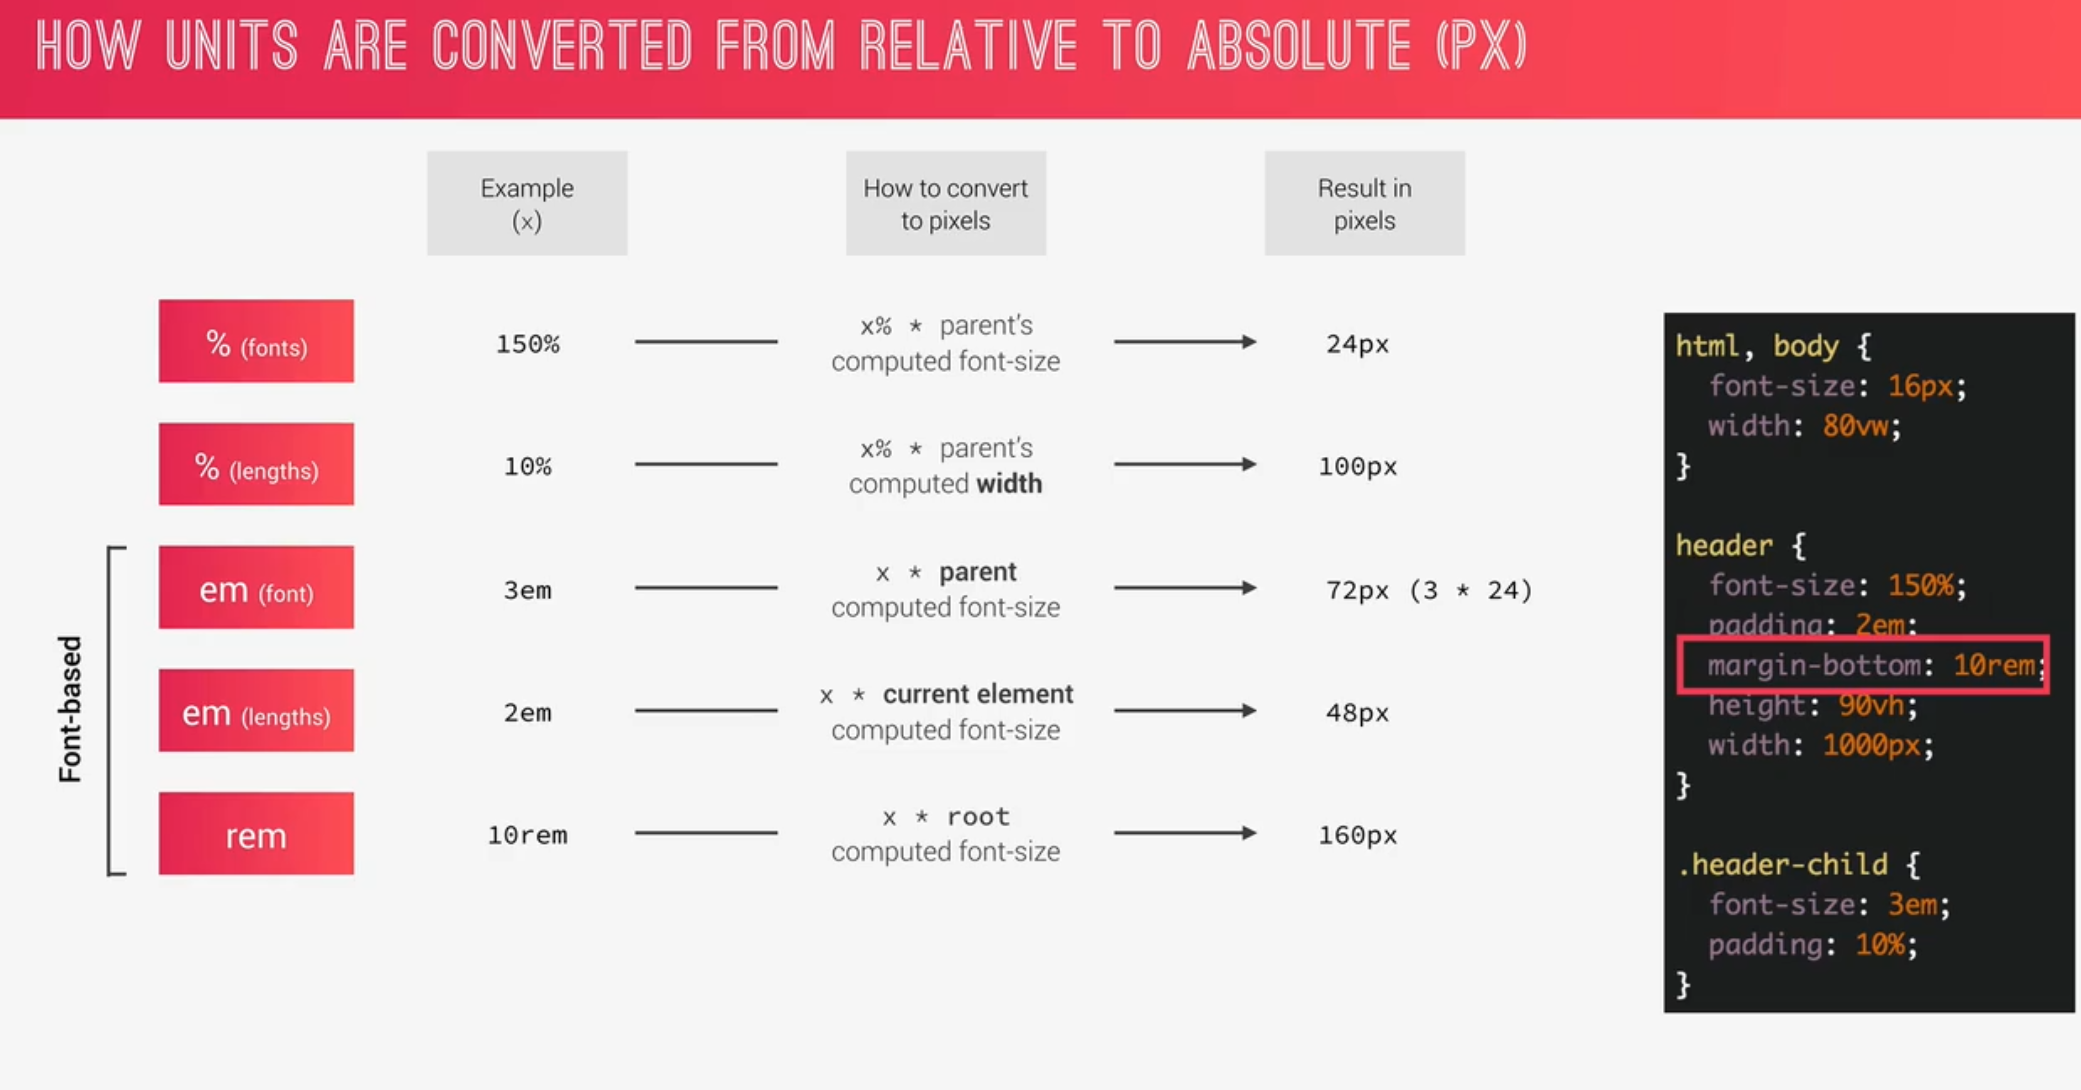 HOW UNITS ARE CONVERTED FROM RELATIVE TO ABSOLUTE (PX)
Example
(x)
How to convert
to pixels
Result in
pixels
% (fonts)
150%
x% * parent's
computed font-size
24px
% (lengths)
10%
x% * parent's
computed width
100px
Font-based
em (font)
3em
x * parent
computed font-size
72px (3 * 24)
em (lengths)
2em
x * current element
computed font-size
48px
rem
10rem
x * root
computed font-size
160px
html, body {
font-size: 16px;
width: 80vw;
}
header {
font-size: 150%;
padding: 2em;
margin-bottom: 10rem;
height: 90vh;
width: 1000px;
}
.header-child {
font-size: 3em;
padding: 10%;
}